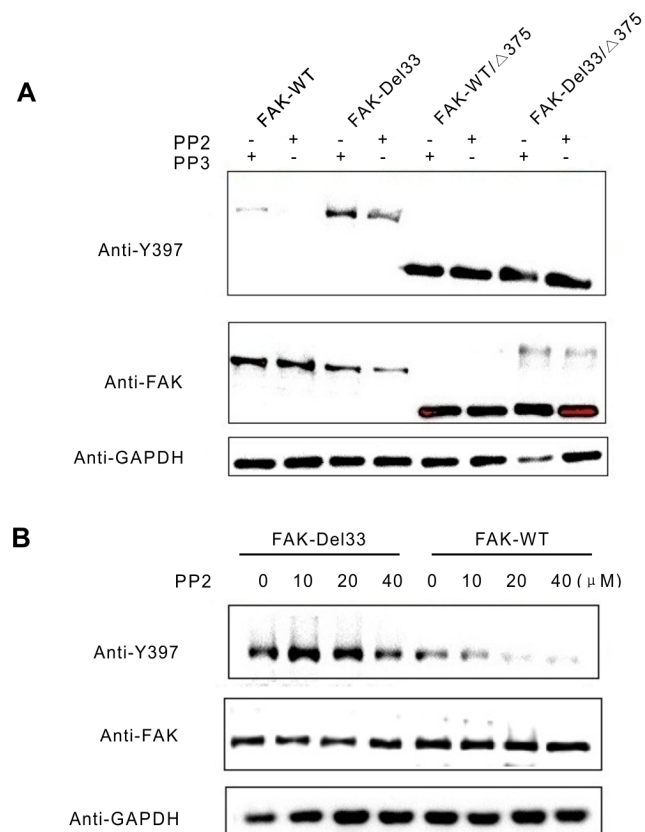 A
FAK-WT FAK-Del33 FAK-WT/△375 FAK-Del33/△375
PP2 - + - + - + - +
PP3 + - + - + - + -
Anti-Y397
Anti-FAK
Anti-GAPDH
B
FAK-Del33 FAK-WT
PP2 0 10 20 40 0 10 20 40 (μM)
Anti-Y397
Anti-FAK
Anti-GAPDH